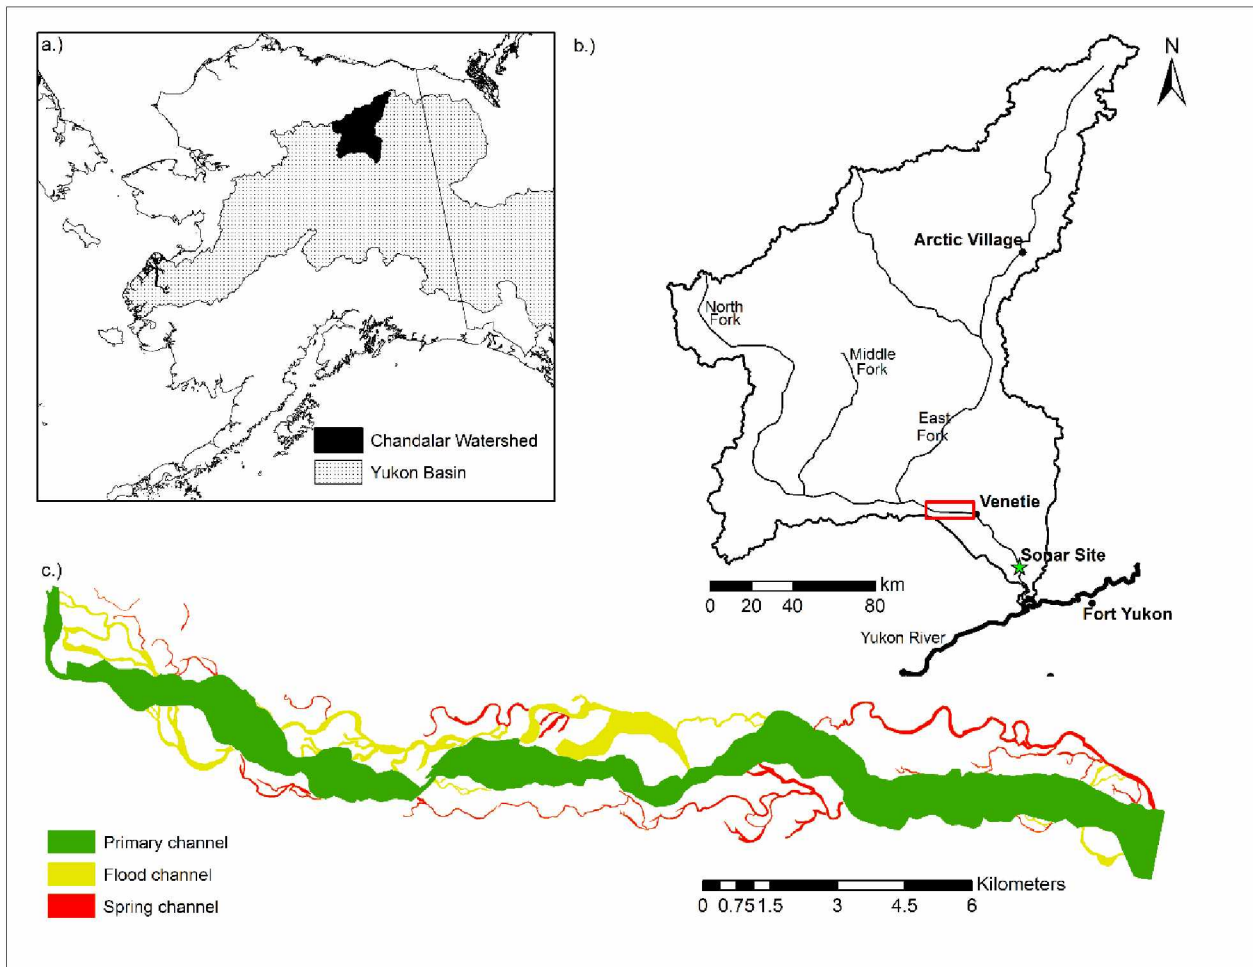 a.)
Chandalar Watershed
Yukon Basin
b.)
N
Arctic Village
North
Fork
Middle
Fork
East
Fork
Venetie
Sonar Site
km
0 20 40 80
Fort Yukon
Yukon River
c.)
Primary channel
Flood channel
Spring channel
Kilometers
0 0.75 1.5 3 4.5 6